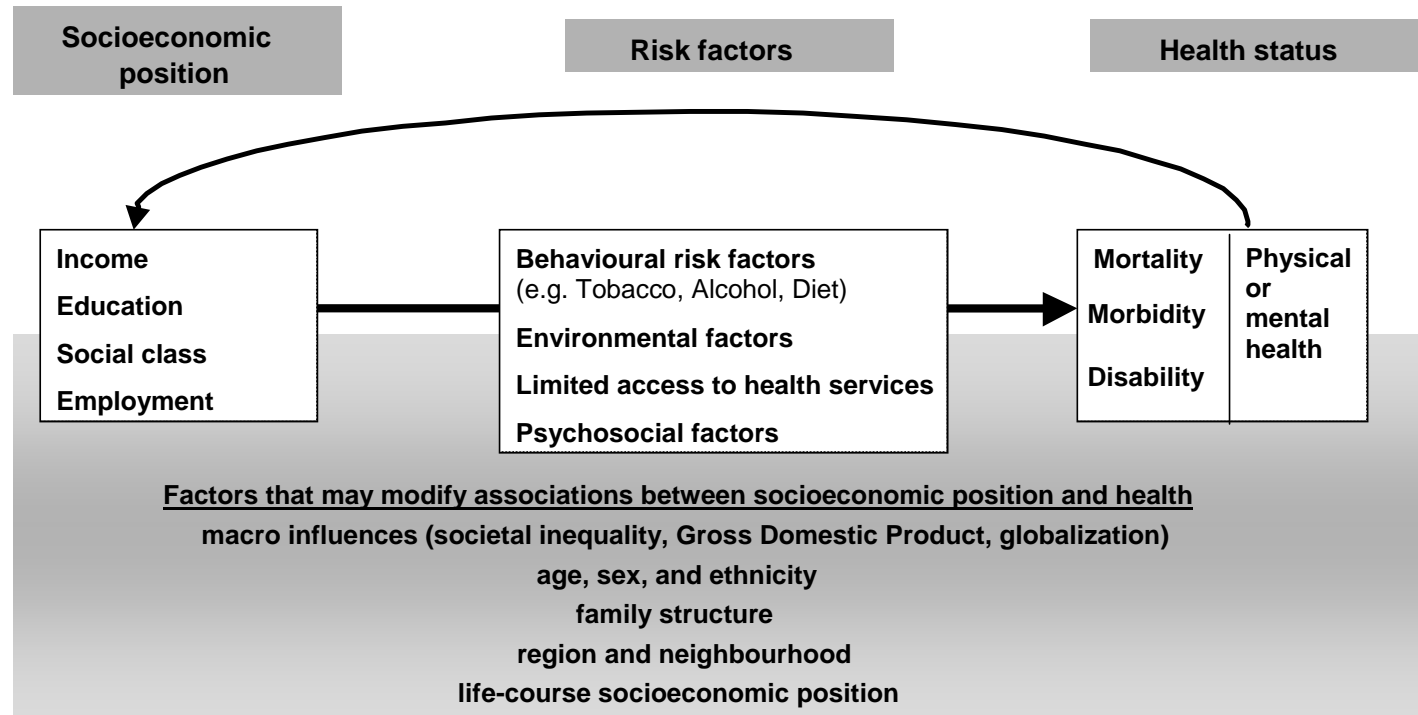 Socioeconomic
position
Risk factors
Health status
Income
Education
Social class
Employment
Behavioural risk factors
(e.g. Tobacco, Alcohol, Diet)
Environmental factors
Limited access to health services
Psychosocial factors
Mortality
Morbidity
Disability
Physical
or
mental
health
Factors that may modify associations between socioeconomic position and health
macro influences (societal inequality, Gross Domestic Product, globalization)
age, sex, and ethnicity
family structure
region and neighbourhood
life-course socioeconomic position